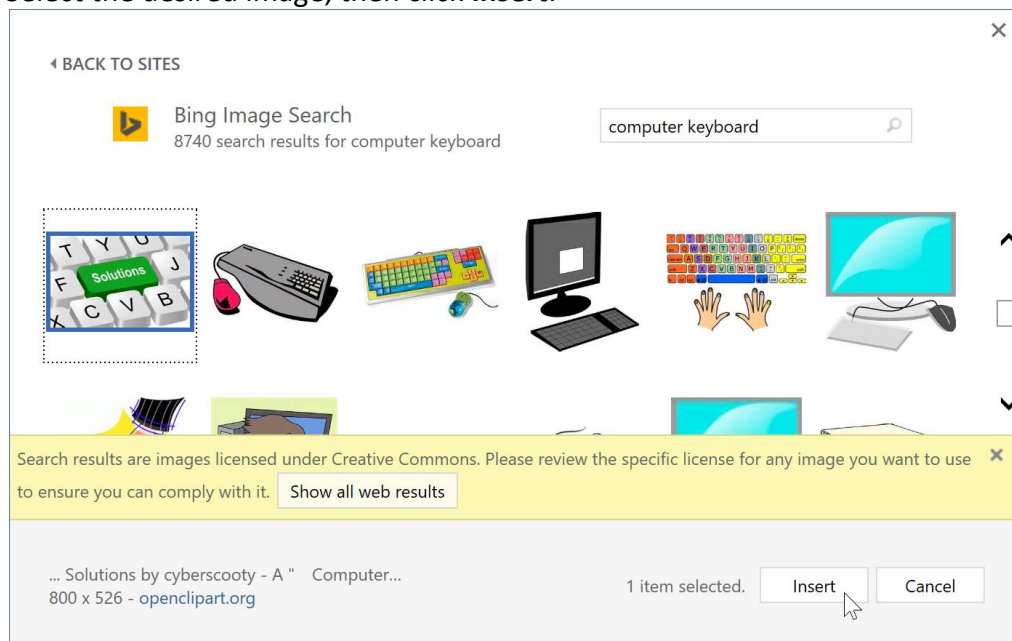 Select the desired image, then click Insert.
BACK TO SITES
Bing Image Search
8740 search results for computer keyboard
computer keyboard
T Y U
F Solutions J
X C V B
Q W E R T Y U I O P
A S D F G H J K L
Z X C V B N M
Search results are images licensed under Creative Commons. Please review the specific license for any image you want to use
to ensure you can comply with it. Show all web results
... Solutions by cyberscooty - A " Computer...
800 x 526 - openclipart.org
1 item selected. Insert Cancel